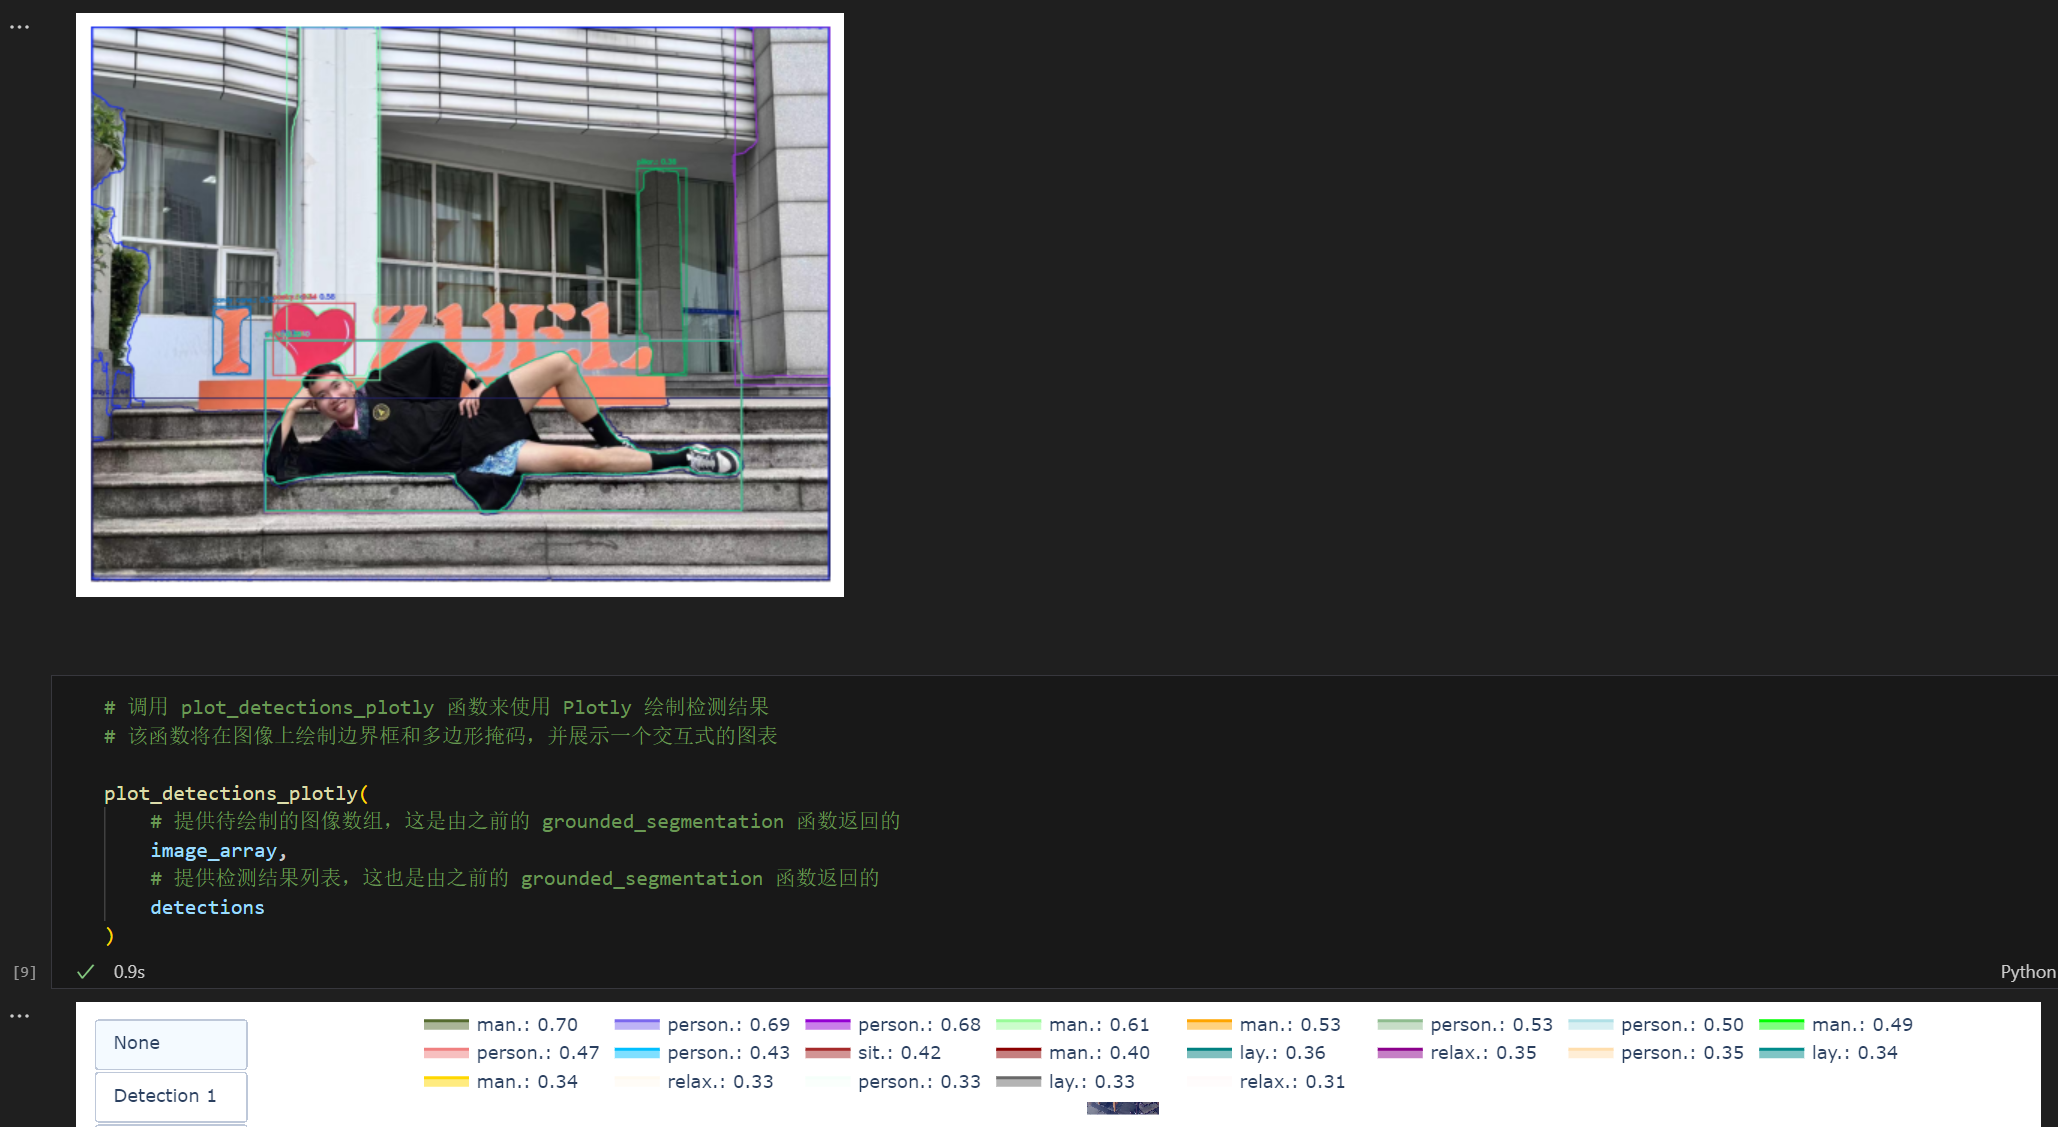 ...
pillar.: 0.38
0.56
I ZUEL
# 调用 plot_detections_plotly 函数来使用 Plotly 绘制检测结果
# 该函数将在图像上绘制边界框和多边形掩码，并展示一个交互式的图表
plot_detections_plotly(
# 提供待绘制的图像数组，这是由之前的 grounded_segmentation 函数返回的
image_array,
# 提供检测结果列表，这也是由之前的 grounded_segmentation 函数返回的
detections
)
[9] 0.9s Python
...
None
Detection 1
man.: 0.70 person.: 0.69 person.: 0.68 man.: 0.61 man.: 0.53 person.: 0.53 person.: 0.50 man.: 0.49
person.: 0.47 person.: 0.43 sit.: 0.42 man.: 0.40 lay.: 0.36 relax.: 0.35 person.: 0.35 lay.: 0.34
man.: 0.34 relax.: 0.33 person.: 0.33 lay.: 0.33 relax.: 0.31